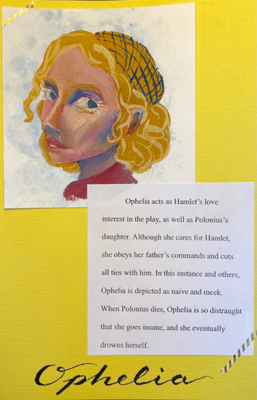 Ophelia acts as Hamlet's love
interest in the play, as well as Polonius's
daughter. Although she cares for Hamlet,
she obeys her father's commands and cuts
all ties with him. In this instance and others,
Ophelia is depicted as naive and meek.
When Polonius dies, Ophelia is so distraught
that she goes insane, and she eventually
drowns herself.
Ophelia